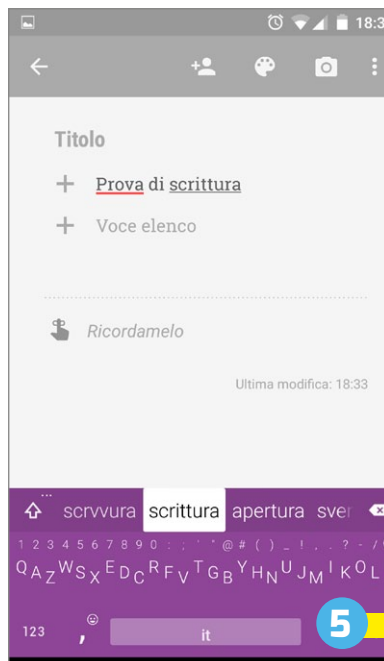 18:3
Titolo
+ Prova di scrittura
+ Voce elenco
Ricordamelo
Ultima modifica: 18:33
scrvvura scrittura apertura sver
1 2 3 4 5 6 7 8 9 0 : ; ' " @ # ( ) _ ! , . ? - /
Q A Z W S X E D C R F V T G B Y H N U J M I K O L
123 , it 5